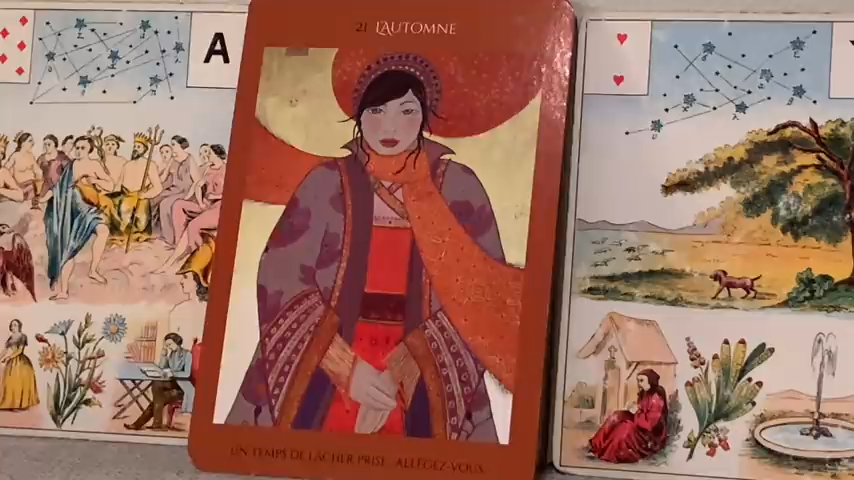 A
21 L'AUTOMNE
UN TEMPS DE LÂCHER PRISE. ALLÉGEZ-VOUS.